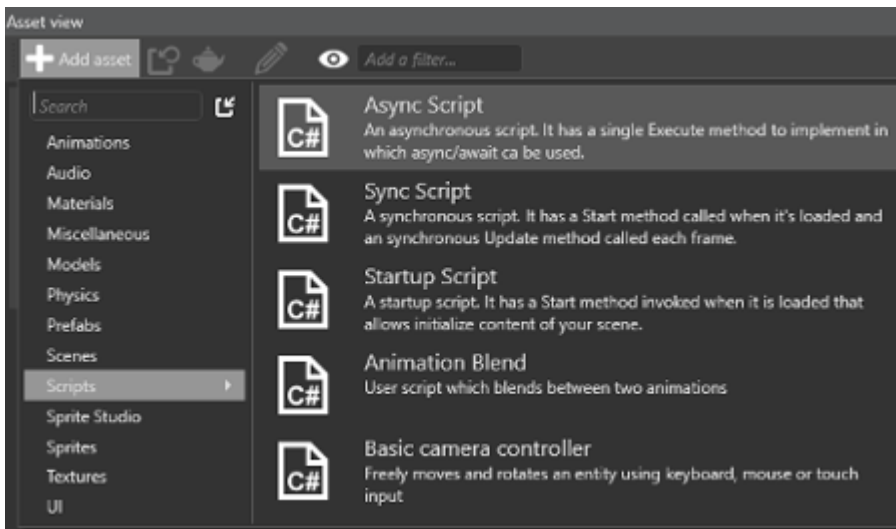 Asset view
Add asset
Add a filter...
Search
Animations
Audio
Materials
Miscellaneous
Models
Physics
Prefabs
Scenes
Scripts
Sprite Studio
Sprites
Textures
UI
C#
Async Script
An asynchronous script. It has a single Execute method to implement in
which async/await ca be used.
C#
Sync Script
A synchronous script. It has a Start method called when it's loaded and
an synchronous Update method called each frame.
C#
Startup Script
A startup script. It has a Start method invoked when it is loaded that
allows initialize content of your scene.
C#
Animation Blend
User script which blends between two animations
C#
Basic camera controller
Freely moves and rotates an entity using keyboard, mouse or touch
input